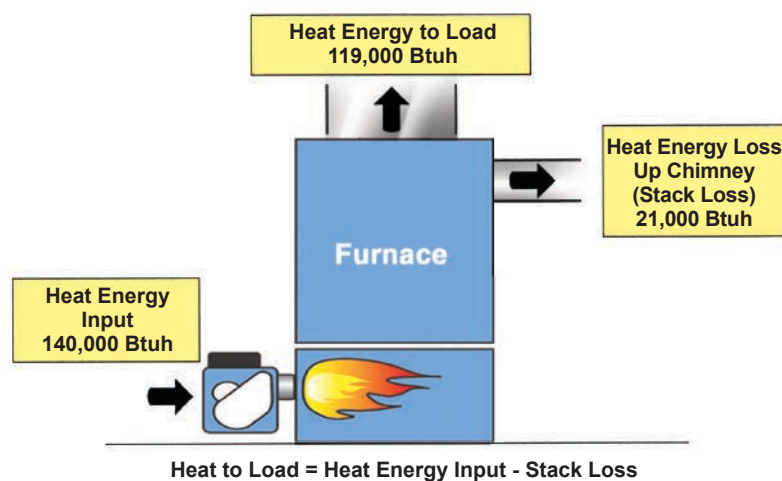 Heat Energy to Load
119,000 Btuh
Heat Energy Loss
Up Chimney
(Stack Loss)
21,000 Btuh
Furnace
Heat Energy
Input
140,000 Btuh
Heat to Load = Heat Energy Input - Stack Loss